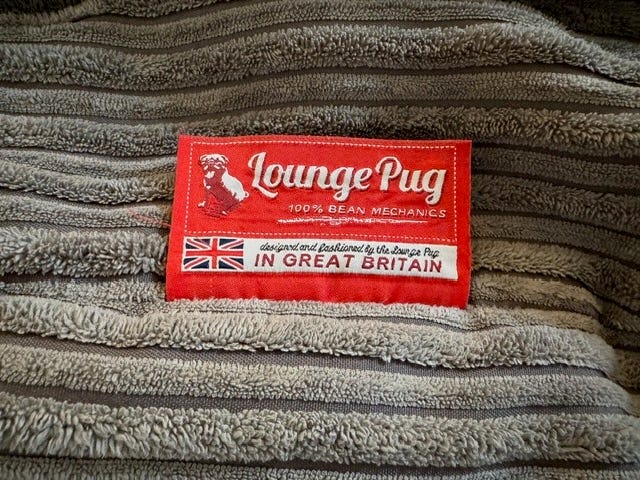 Lounge Pug
100% BEAN MECHANICS
designed and fashioned by the Lounge Pug
IN GREAT BRITAIN